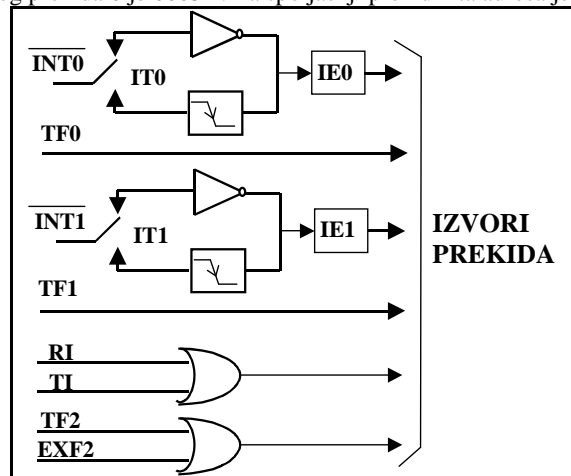 INT0
IT0
IE0
TF0
INT1
IT1
IE1
IZVORI
PREKIDA
TF1
RI
TI
TF2
EXF2